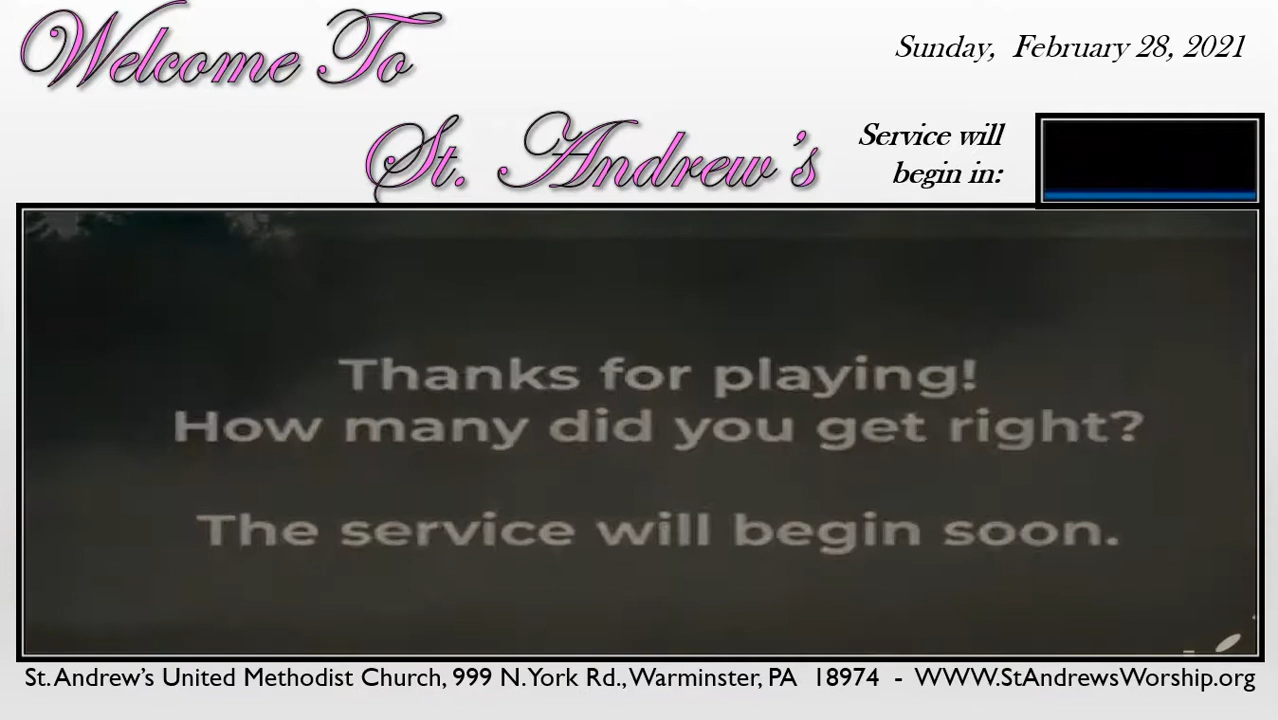 Welcome To
Sunday, February 28, 2021
St. Andrew's
Service will
begin in:
Thanks for playing!
How many did you get right?
The service will begin soon.
St. Andrew's United Methodist Church, 999 N. York Rd., Warminster, PA 18974 - WWW.StAndrewsWorship.org